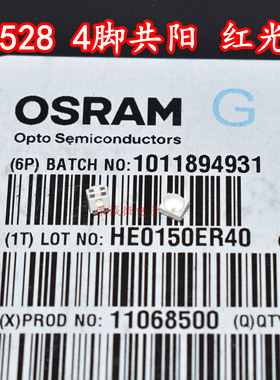 528 4脚共阳 红光
OSRAM G
Opto Semiconductors
(6P) BATCH NO:1011894931
(1T) LOT NO: HE0150ER40
(X)PROD NO: 11068500 (Q)QTY